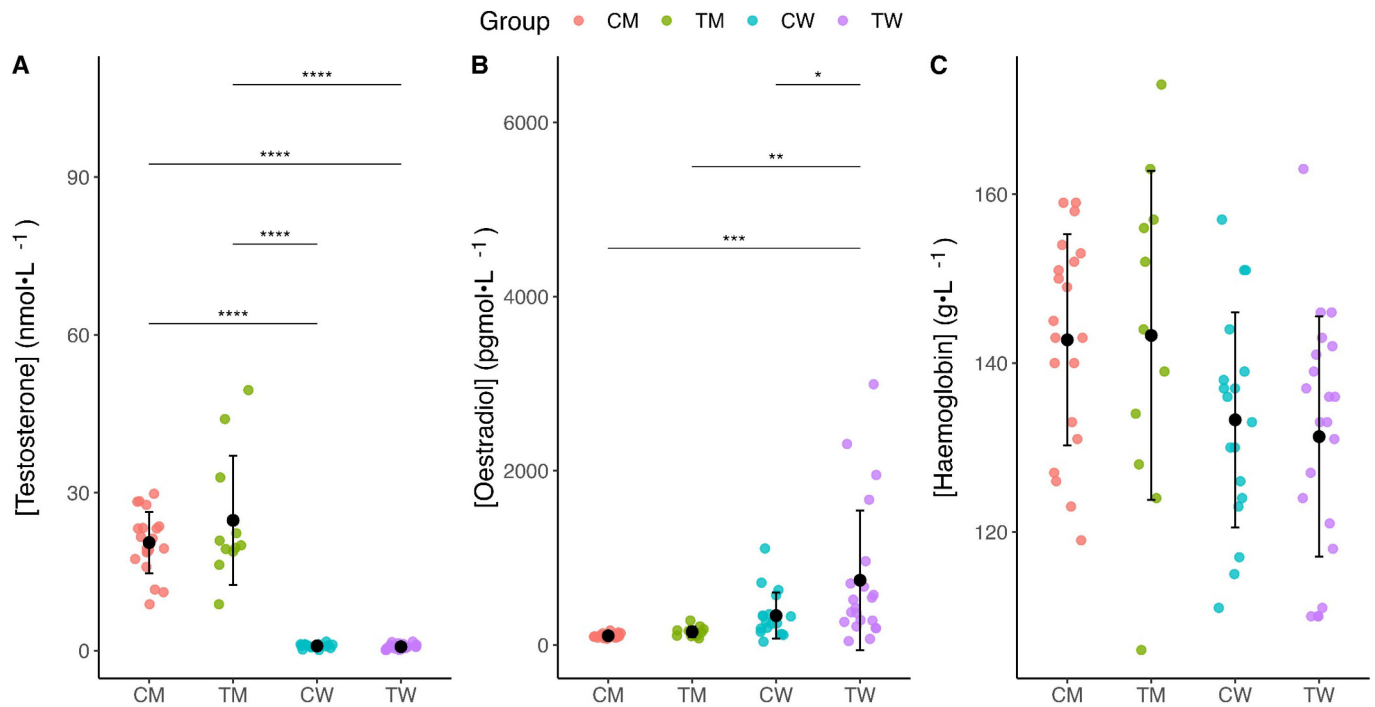 Group CM TM CW TW
A
[Testosterone] (nmol•L -1)
90
60
30
0
****
****
****
****
CM TM CW TW
B
[Oestradiol] (pgmol•L -1)
6000
4000
2000
0
*
**
***
CM TM CW TW
C
[Haemoglobin] (g•L -1)
160
140
120
CM TM CW TW